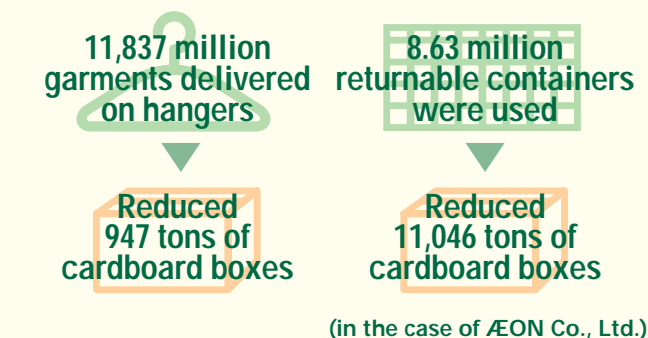 11,837 million
garments delivered
on hangers
8.63 million
returnable containers
were used
Reduced
947 tons of
cardboard boxes
Reduced
11,046 tons of
cardboard boxes
(in the case of ÆON Co., Ltd.)